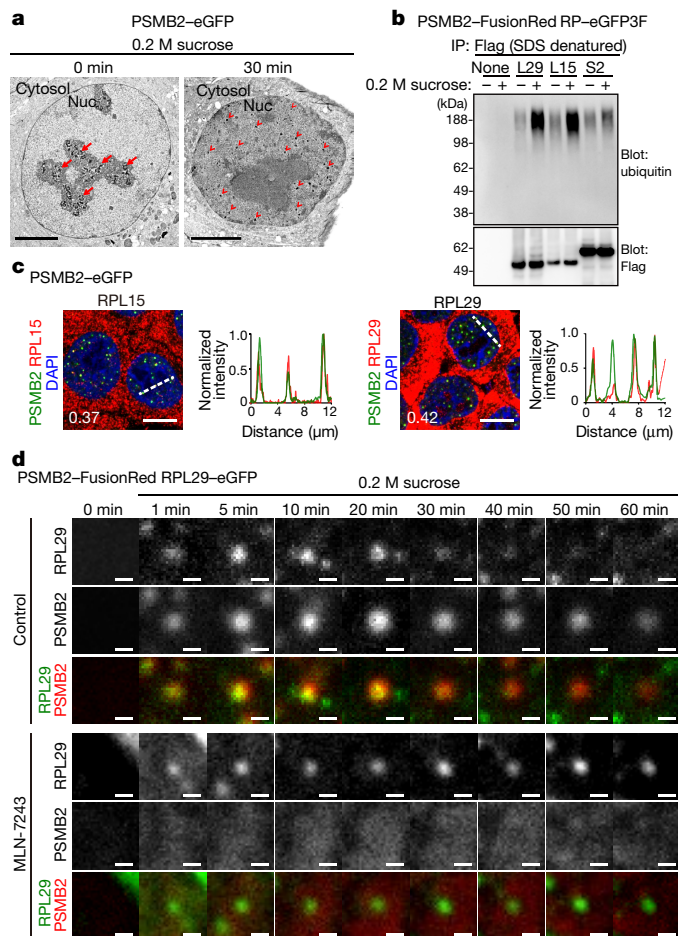 a
PSMB2–eGFP
0.2 M sucrose
0 min
30 min
Cytosol
Nuc
Cytosol
Nuc
b
PSMB2–FusionRed RP–eGFP3F
IP: Flag (SDS denatured)
None L29 L15 S2
0.2 M sucrose: – + – + – + – +
(kDa)
188
98
62
49
38
Blot:
ubiquitin
62
49
Blot:
Flag
c
PSMB2–eGFP
RPL15
PSMB2 RPL15
DAPI
0.37
Normalized
intensity
1.0
0.5
0
0 4 8 12
Distance (μm)
RPL29
PSMB2 RPL29
DAPI
0.42
Normalized
intensity
1.0
0.5
0
0 4 8 12
Distance (μm)
d
PSMB2–FusionRed RPL29–eGFP
0.2 M sucrose
0 min 1 min 5 min 10 min 20 min 30 min 40 min 50 min 60 min
Control
RPL29
PSMB2
RPL29
PSMB2
MLN-7243
RPL29
PSMB2
RPL29
PSMB2